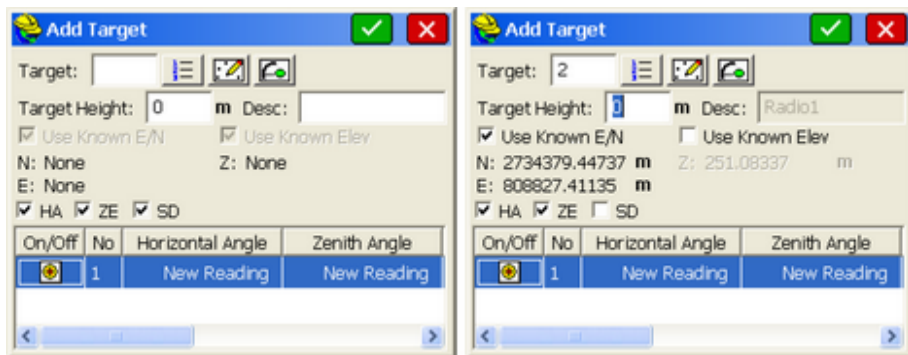 Add Target
Target:
Target Height: 0 m Desc:
Use Known E/N Use Known Elev
N: None Z: None
E: None
HA ZE SD
On/Off No Horizontal Angle Zenith Angle
1 New Reading New Reading
Add Target
Target: 2
Target Height: 0 m Desc: Radio1
Use Known E/N Use Known Elev
N: 2734379.44737 m Z: 251.08337 m
E: 808827.41135 m
HA ZE SD
On/Off No Horizontal Angle Zenith Angle
1 New Reading New Reading